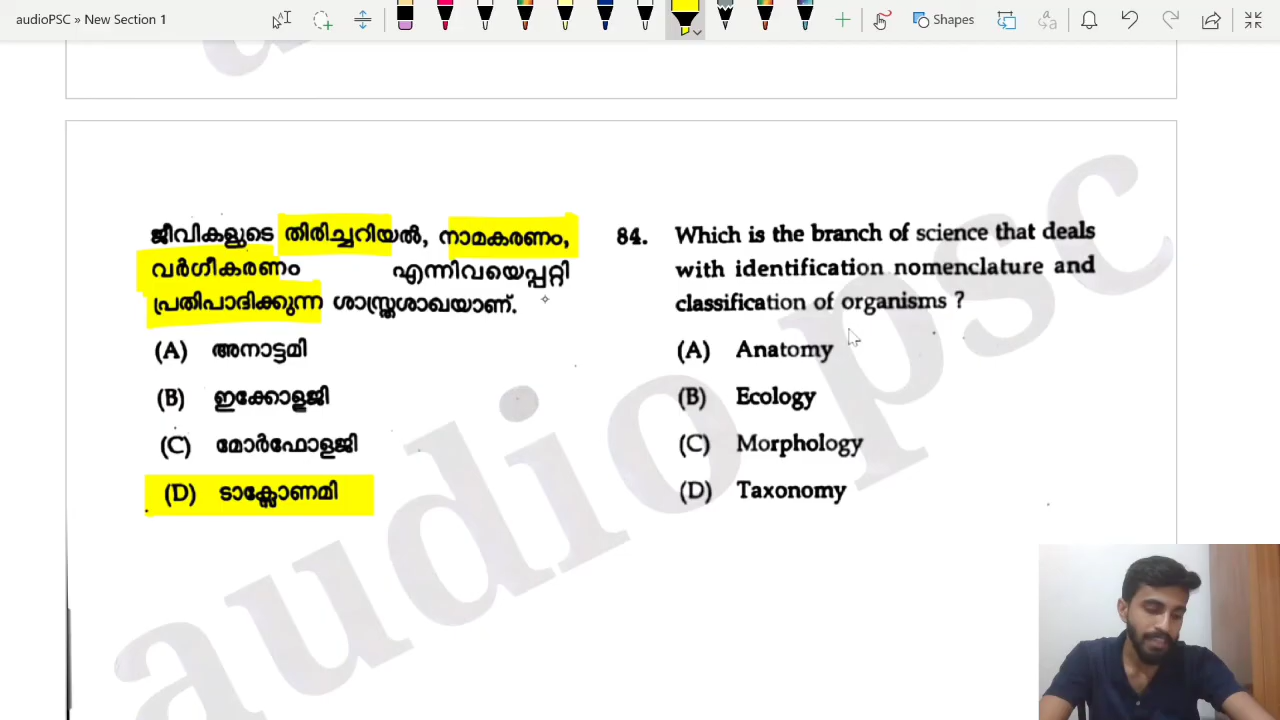 audioPSC » New Section 1
Shapes
ജീവികളുടെ തിരിച്ചറിയൽ, നാമകരണം,
വർഗീകരണം എന്നിവയെപ്പറ്റി
പ്രതിപാദിക്കുന്ന ശാസ്ത്രശാഖയാണ്.
(A) അനാട്ടമി
(B) ഇക്കോളജി
(C) മോർഫോളജി
(D) ടാക്സോണമി
84. Which is the branch of science that deals
with identification nomenclature and
classification of organisms ?
(A) Anatomy
(B) Ecology
(C) Morphology
(D) Taxonomy
audio psc